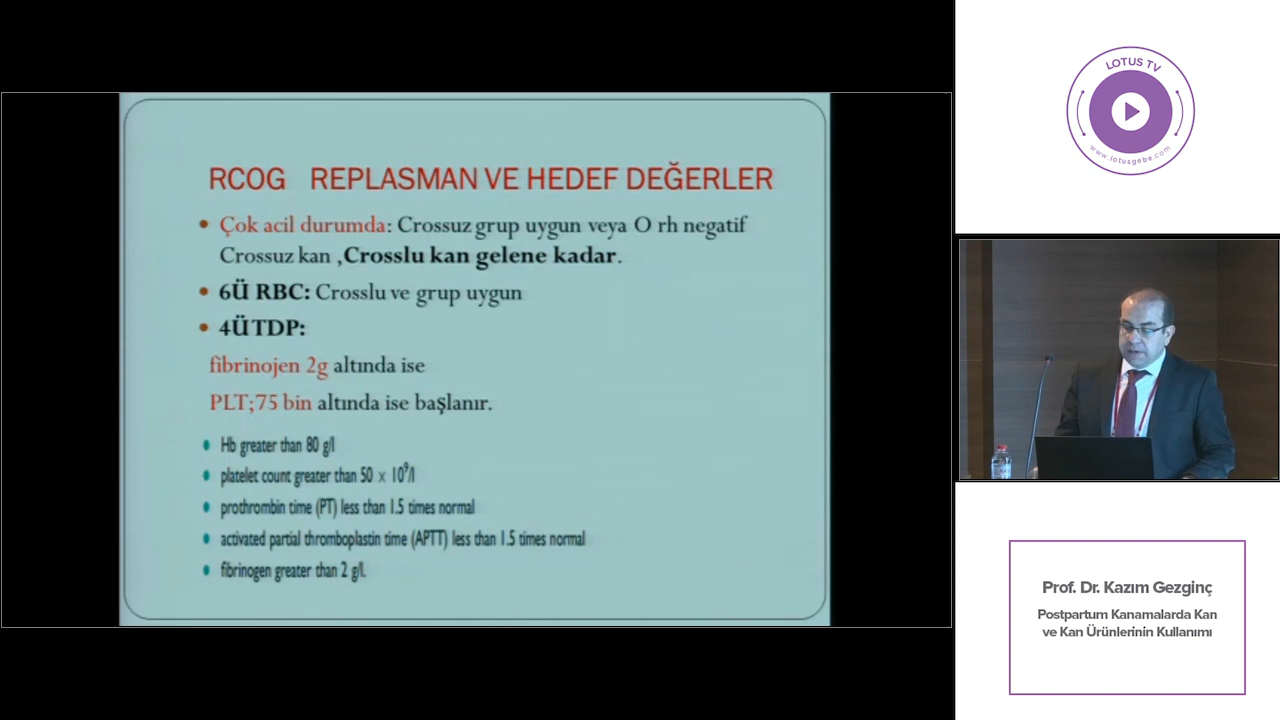 RCOG REPLASMAN VE HEDEF DEĞERLER
• Çok acil durumda: Crossuz grup uygun veya O rh negatif
Crossuz kan ,Crosslu kan gelene kadar.
• 6Ü RBC: Crosslu ve grup uygun
• 4ÜTDP:
fibrinojen 2g altında ise
PLT;75 bin altında ise başlanır.
• Hb greater than 80 g/l
• platelet count greater than 50 × 10⁹/l
• prothrombin time (PT) less than 1.5 times normal
• activated partial thromboplastin time (APTT) less than 1.5 times normal
• fibrinogen greater than 2 g/l.
LOTUS TV
www.lotusgebe.com
Prof. Dr. Kazım Gezginç
Postpartum Kanamalarda Kan
ve Kan Ürünlerinin Kullanımı